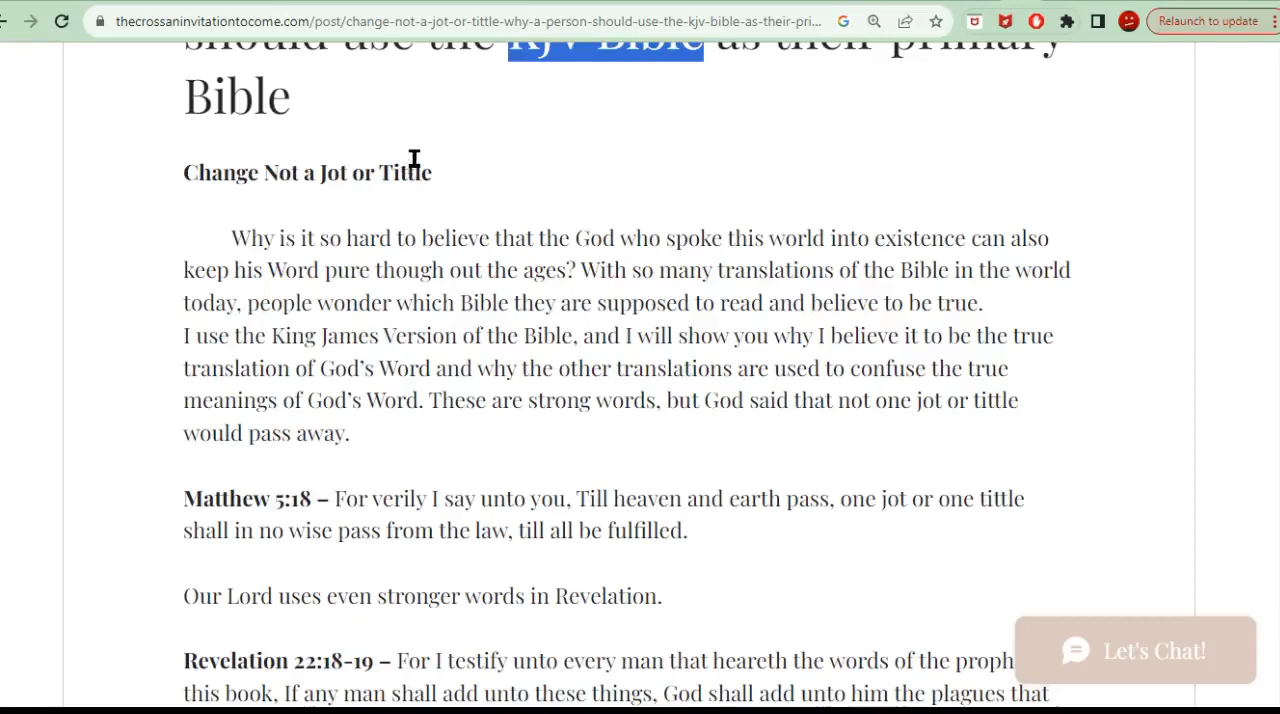 thecrossaninvitationtocome.com/post/change-not-a-jot-or-tittle-why-a-person-should-use-the-kjv-bible-as-their-pri...
Relaunch to update
should use the KJV Bible as their primary
Bible
Change Not a Jot or Tittle
Why is it so hard to believe that the God who spoke this world into existence can also
keep his Word pure though out the ages? With so many translations of the Bible in the world
today, people wonder which Bible they are supposed to read and believe to be true.
I use the King James Version of the Bible, and I will show you why I believe it to be the true
translation of God’s Word and why the other translations are used to confuse the true
meanings of God’s Word. These are strong words, but God said that not one jot or tittle
would pass away.
Matthew 5:18 – For verily I say unto you, Till heaven and earth pass, one jot or one tittle
shall in no wise pass from the law, till all be fulfilled.
Our Lord uses even stronger words in Revelation.
Let's Chat!
Revelation 22:18-19 – For I testify unto every man that heareth the words of the proph
this book, If any man shall add unto these things, God shall add unto him the plagues that